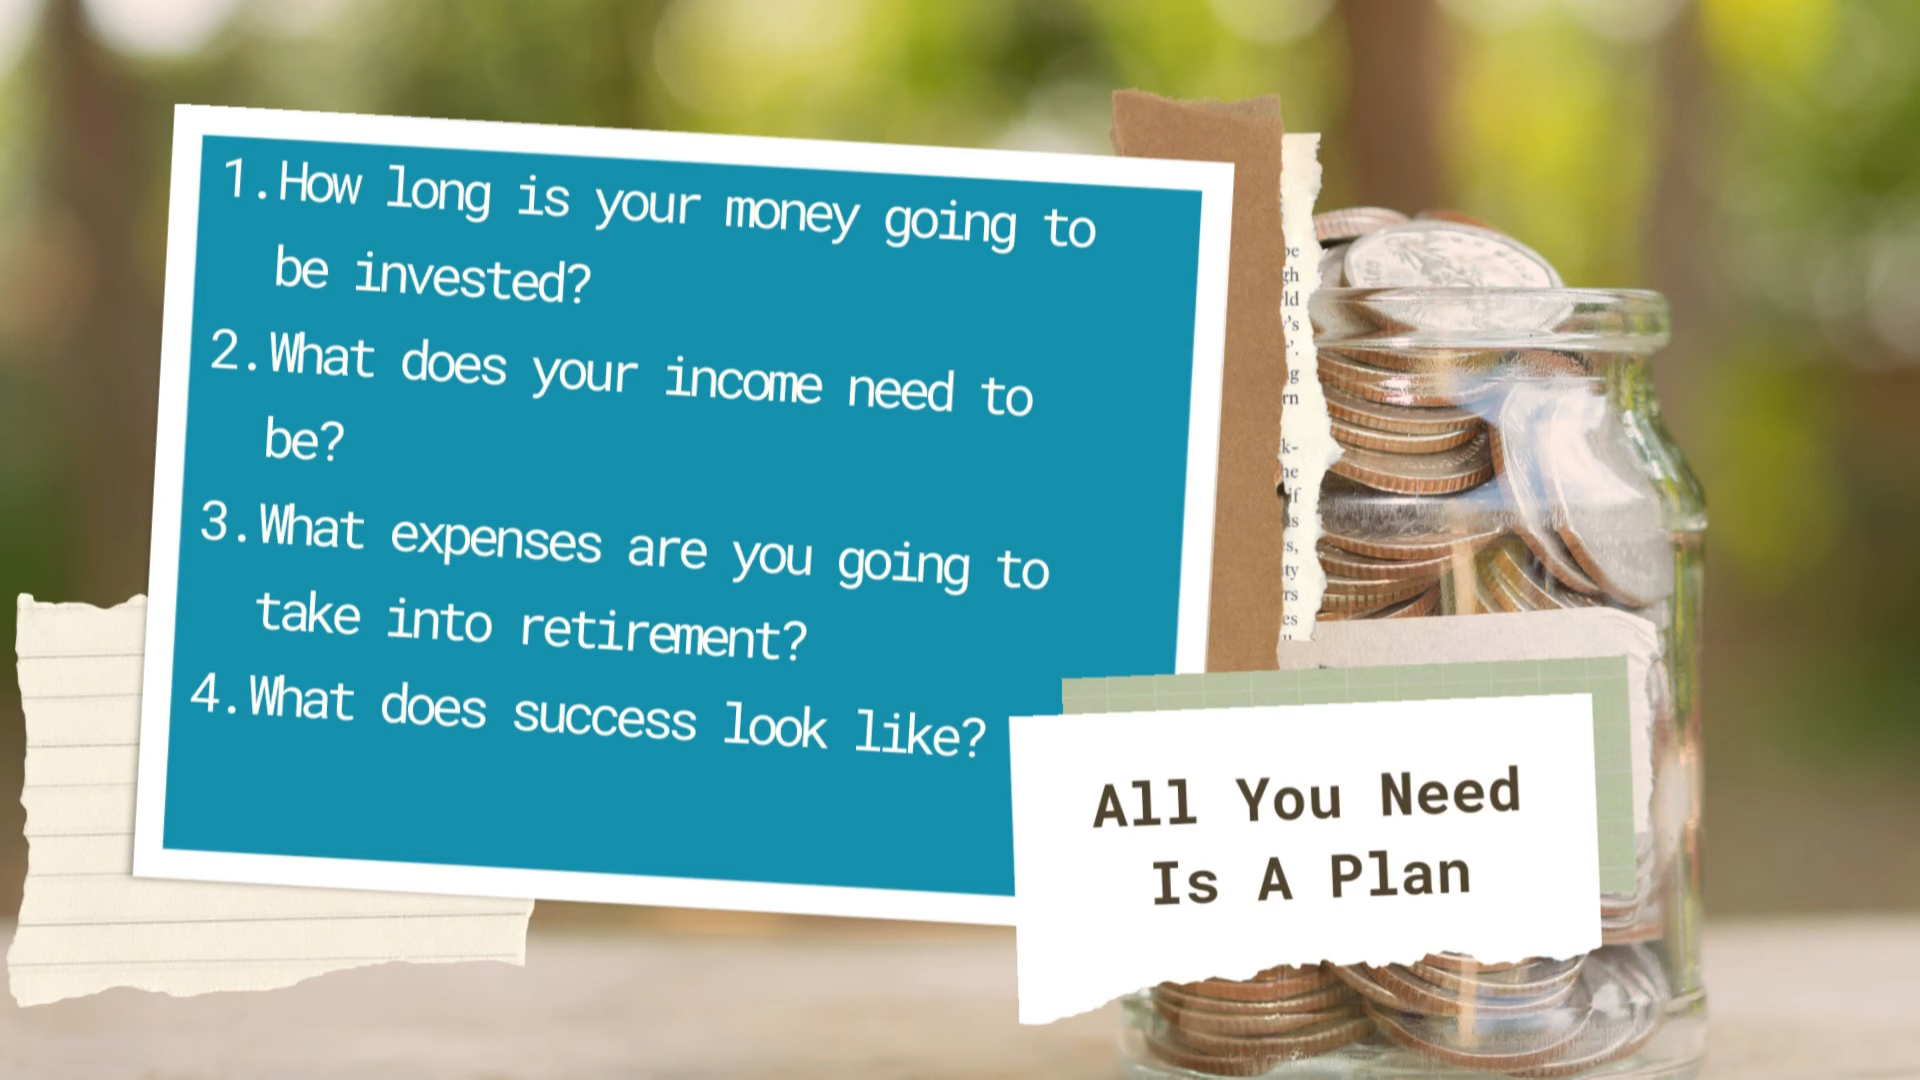 1. How long is your money going to
be invested?
2. What does your income need to
be?
3. What expenses are you going to
take into retirement?
4. What does success look like?
All You Need
Is A Plan